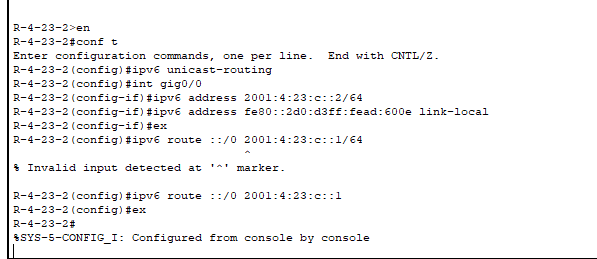 R-4-23-2>en
R-4-23-2#conf t
Enter configuration commands, one per line.  End with CNTL/Z.
R-4-23-2(config)#ipv6 unicast-routing
R-4-23-2(config)#int gig0/0
R-4-23-2(config-if)#ipv6 address 2001:4:23:c::2/64
R-4-23-2(config-if)#ipv6 address fe80::2d0:d3ff:fead:600e link-local
R-4-23-2(config-if)#ex
R-4-23-2(config)#ipv6 route ::/0 2001:4:23:c::1/64
^
% Invalid input detected at '^' marker.
R-4-23-2(config)#ipv6 route ::/0 2001:4:23:c::1
R-4-23-2(config)#ex
R-4-23-2#
%SYS-5-CONFIG_I: Configured from console by console